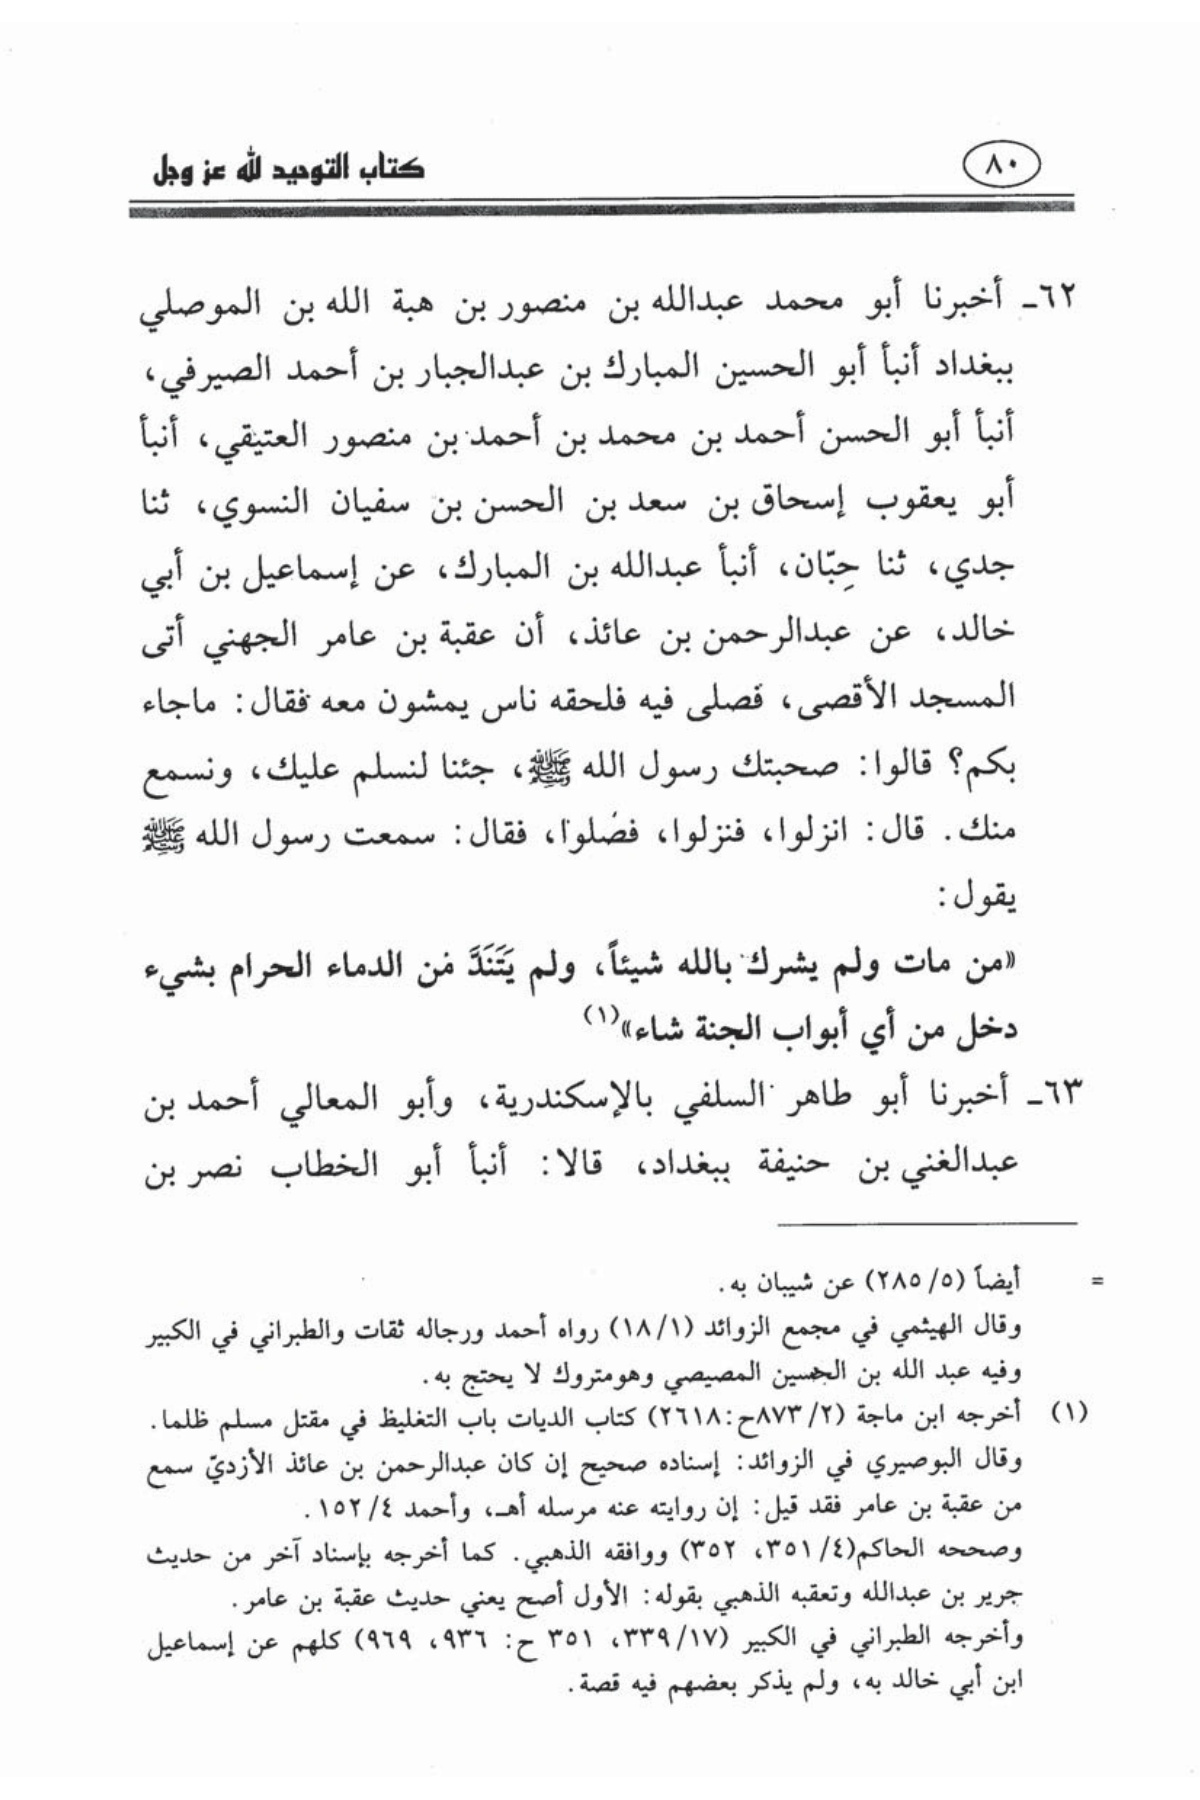 ٨٠
كتاب التوحيد لله عز وجل
٦٢ـ أخبرنا أبو محمد عبدالله بن منصور بن هبة الله بن الموصلي
ببغداد أنبأ أبو الحسين المبارك بن عبدالجبار بن أحمد الصيرفي،
أنبأ أبو الحسن أحمد بن محمد بن أحمد بن منصور العتيقي، أنبأ
أبو يعقوب إسحاق بن سعد بن الحسن بن سفيان النسوي، ثنا
جدي، ثنا حِبّان، أنبأ عبدالله بن المبارك، عن إسماعيل بن أبي
خالد، عن عبدالرحمن بن عائذ، أن عقبة بن عامر الجهني أتى
المسجد الأقصى، فصلى فيه فلحقه ناس يمشون معه فقال: ماجاء
بكم؟ قالوا: صحبتك رسول الله ﷺ، جئنا لنسلم عليك، ونسمع
منك. قال: انزلوا، فنزلوا، فصلوا، فقال: سمعت رسول الله ﷺ
يقول:
«من مات ولم يشرك بالله شيئاً، ولم يَتَنَدَّ من الدماء الحرام بشيء
دخل من أي أبواب الجنة شاء»(١)
٦٣ـ أخبرنا أبو طاهر السلفي بالإسكندرية، وأبو المعالي أحمد بن
عبدالغني بن حنيفة ببغداد، قالا: أنبأ أبو الخطاب نصر بن
= أيضاً (٥/ ٢٨٥) عن شيبان به.
وقال الهيثمي في مجمع الزوائد (١٨/١) رواه أحمد ورجاله ثقات والطبراني في الكبير
وفيه عبد الله بن الحسين المصيصي وهومتروك لا يحتج به.
(١) أخرجه ابن ماجة (٢/ ٨٧٣ح:٢٦١٨) كتاب الديات باب التغليظ في مقتل مسلم ظلما.
وقال البوصيري في الزوائد: إسناده صحيح إن كان عبدالرحمن بن عائذ الأزديّ سمع
من عقبة بن عامر فقد قيل: إن روايته عنه مرسله أهـ، وأحمد ٤/ ١٥٢.
وصححه الحاكم(٤/ ٣٥١، ٣٥٢) ووافقه الذهبي. كما أخرجه بإسناد آخر من حديث
جرير بن عبدالله وتعقبه الذهبي بقوله: الأول أصح يعني حديث عقبة بن عامر.
وأخرجه الطبراني في الكبير (١٧/ ٣٣٩، ٣٥١ ح: ٩٣٦، ٩٦٩) كلهم عن إسماعيل
ابن أبي خالد به، ولم يذكر بعضهم فيه قصة.